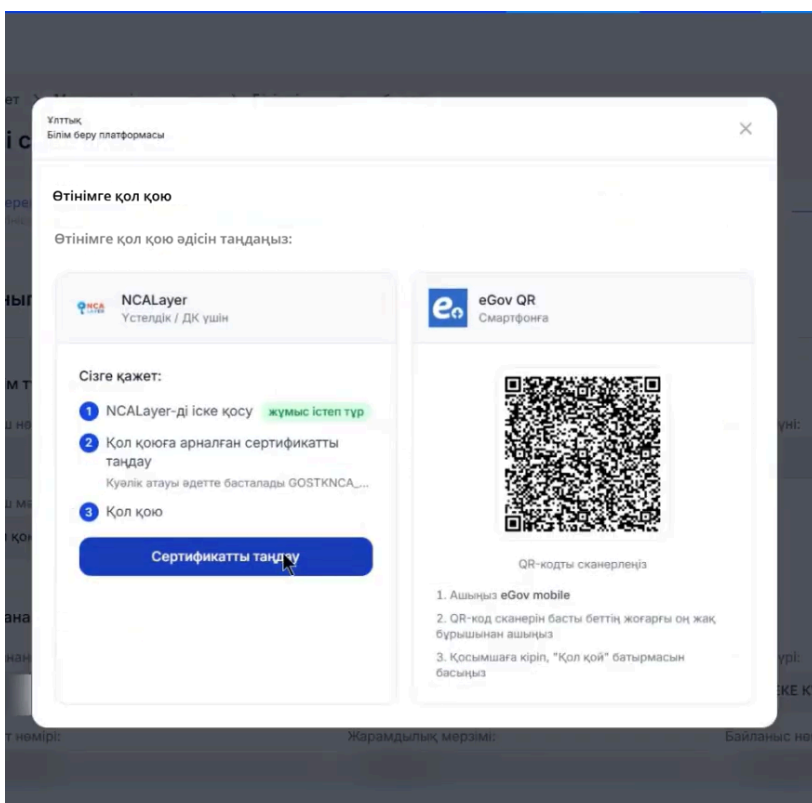 Ұлттық
Білім беру платформасы
Өтінімге қол қою
Өтінімге қол қою әдісін таңдаңыз:
NCALayer
Үстелдік / ДК үшін
Сізге қажет:
1 NCALayer-ді іске қосу жұмыс істеп тұр
2 Қол қоюға арналған сертификатты
таңдау
Куәлік атауы әдетте басталады GOSTKNCA_...
3 Қол қою
Сертификатты таңдау
eGov QR
Смартфонға
QR-кодты сканерлеңіз
1. Ашыңыз eGov mobile
2. QR-код сканерін басты беттің жоғарғы оң жақ
бұрышынан ашыңыз
3. Қосымшаға кіріп, "Қол қой" батырмасын
басыңыз
Жарамдылық мерзімі: